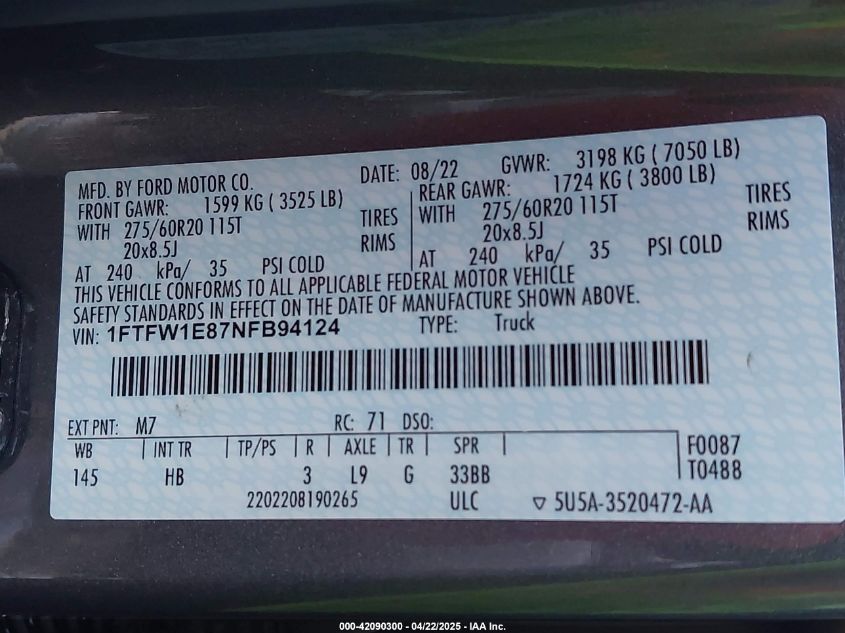 MFD. BY FORD MOTOR CO. DATE: 08/22 GVWR: 3198 KG ( 7050 LB)
FRONT GAWR: 1599 KG ( 3525 LB) REAR GAWR: 1724 KG ( 3800 LB)
WITH 275/60R20 115T TIRES WITH 275/60R20 115T TIRES
20x8.5J RIMS 20x8.5J RIMS
AT 240 kPa/ 35 PSI COLD AT 240 kPa/ 35 PSI COLD
THIS VEHICLE CONFORMS TO ALL APPLICABLE FEDERAL MOTOR VEHICLE
SAFETY STANDARDS IN EFFECT ON THE DATE OF MANUFACTURE SHOWN ABOVE.
VIN: 1FTFW1E87NFB94124 TYPE: Truck
EXT PNT: M7 RC: 71 DSO:
WB INT TR TP/PS R AXLE TR SPR F0087
145 HB 3 L9 G 33BB T0488
2202208190265 ULC ▽ 5U5A-3520472-AA
000-42090300 - 04/22/2025 - IAA Inc.